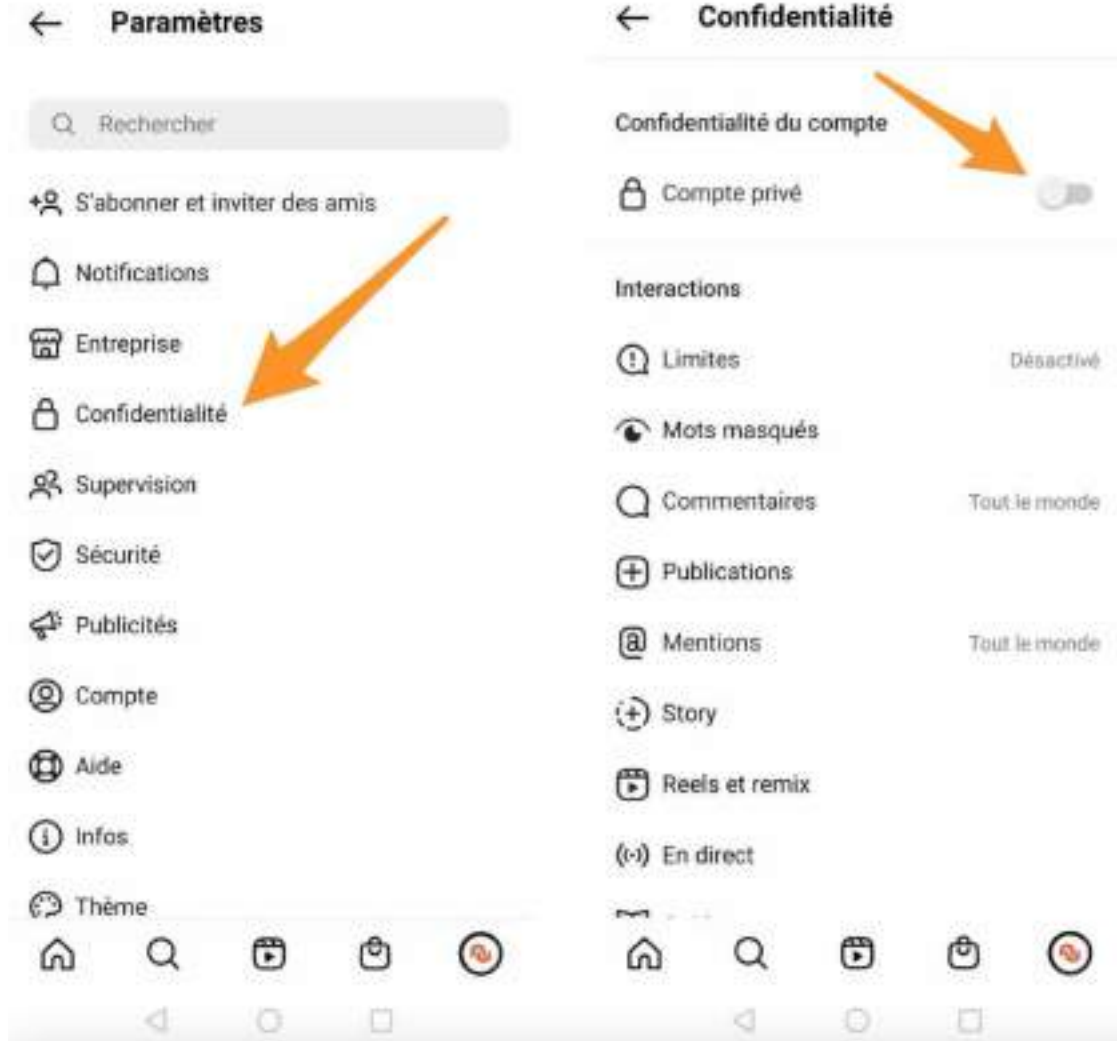 Paramètres
Rechercher
S'abonner et inviter des amis
Notifications
Entreprise
Confidentialité
Supervision
Sécurité
Publicités
Compte
Aide
Infos
Thème
Confidentialité
Confidentialité du compte
Compte privé
Interactions
Limites Désactivé
Mots masqués
Commentaires Tout le monde
Publications
Mentions Tout le monde
Story
Reels et remix
En direct